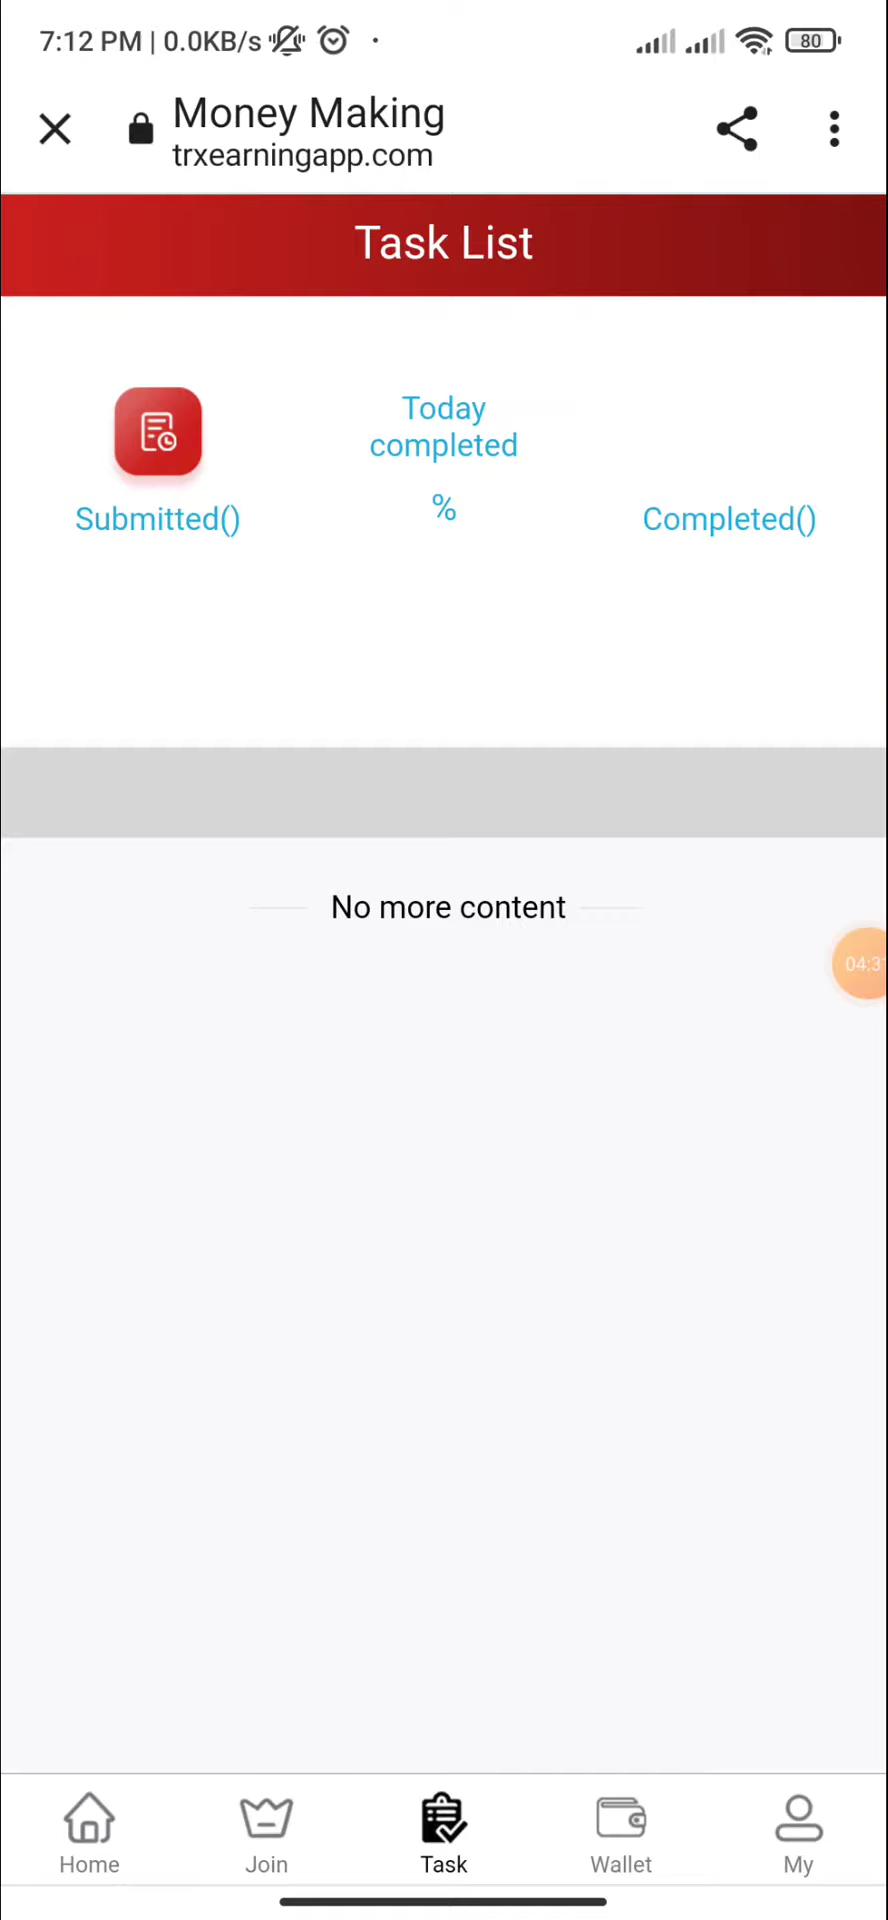 7:12 PM | 0.0KB/s
80
Money Making
trxearningapp.com
Task List
Today
completed
%
Submitted()
Completed()
No more content
04:3
Home
Join
Task
Wallet
My